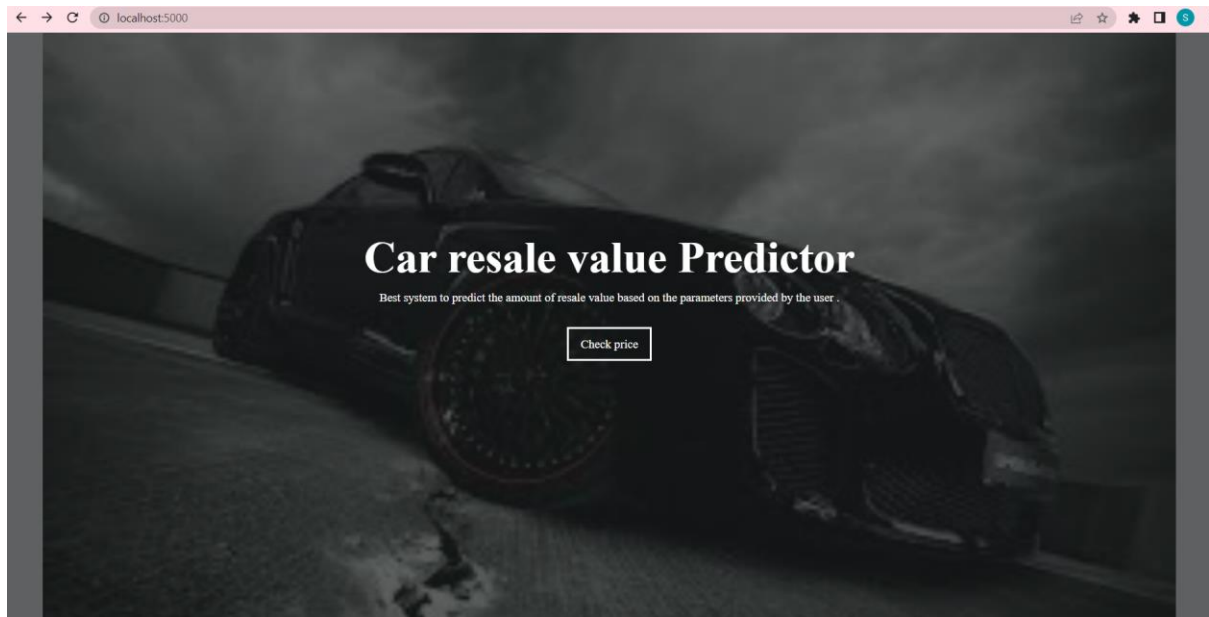 localhost:5000
S
Car resale value Predictor
Best system to predict the amount of resale value based on the parameters provided by the user .
Check price